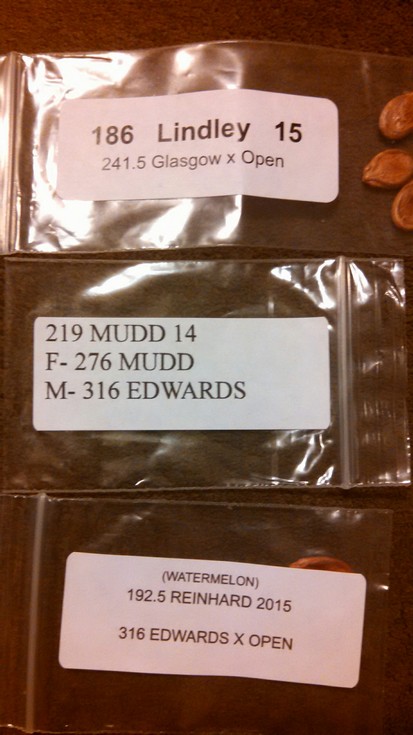 186 Lindley 15
241.5 Glasgow x Open
219 MUDD 14
F- 276 MUDD
M- 316 EDWARDS
(WATERMELON)
192.5 REINHARD 2015
316 EDWARDS X OPEN